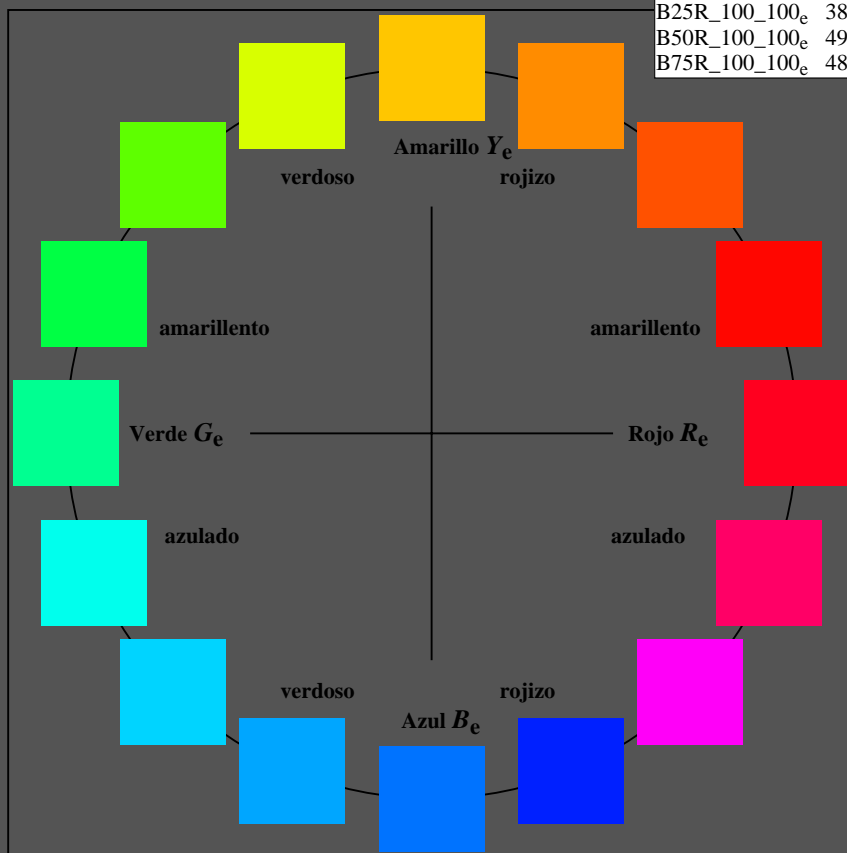 B25R_100_100e 38
B50R_100_100e 49
B75R_100_100e 48
Amarillo Ye
verdoso rojizo
amarillento amarillento
Verde Ge Rojo Re
azulado azulado
verdoso rojizo
Azul Be